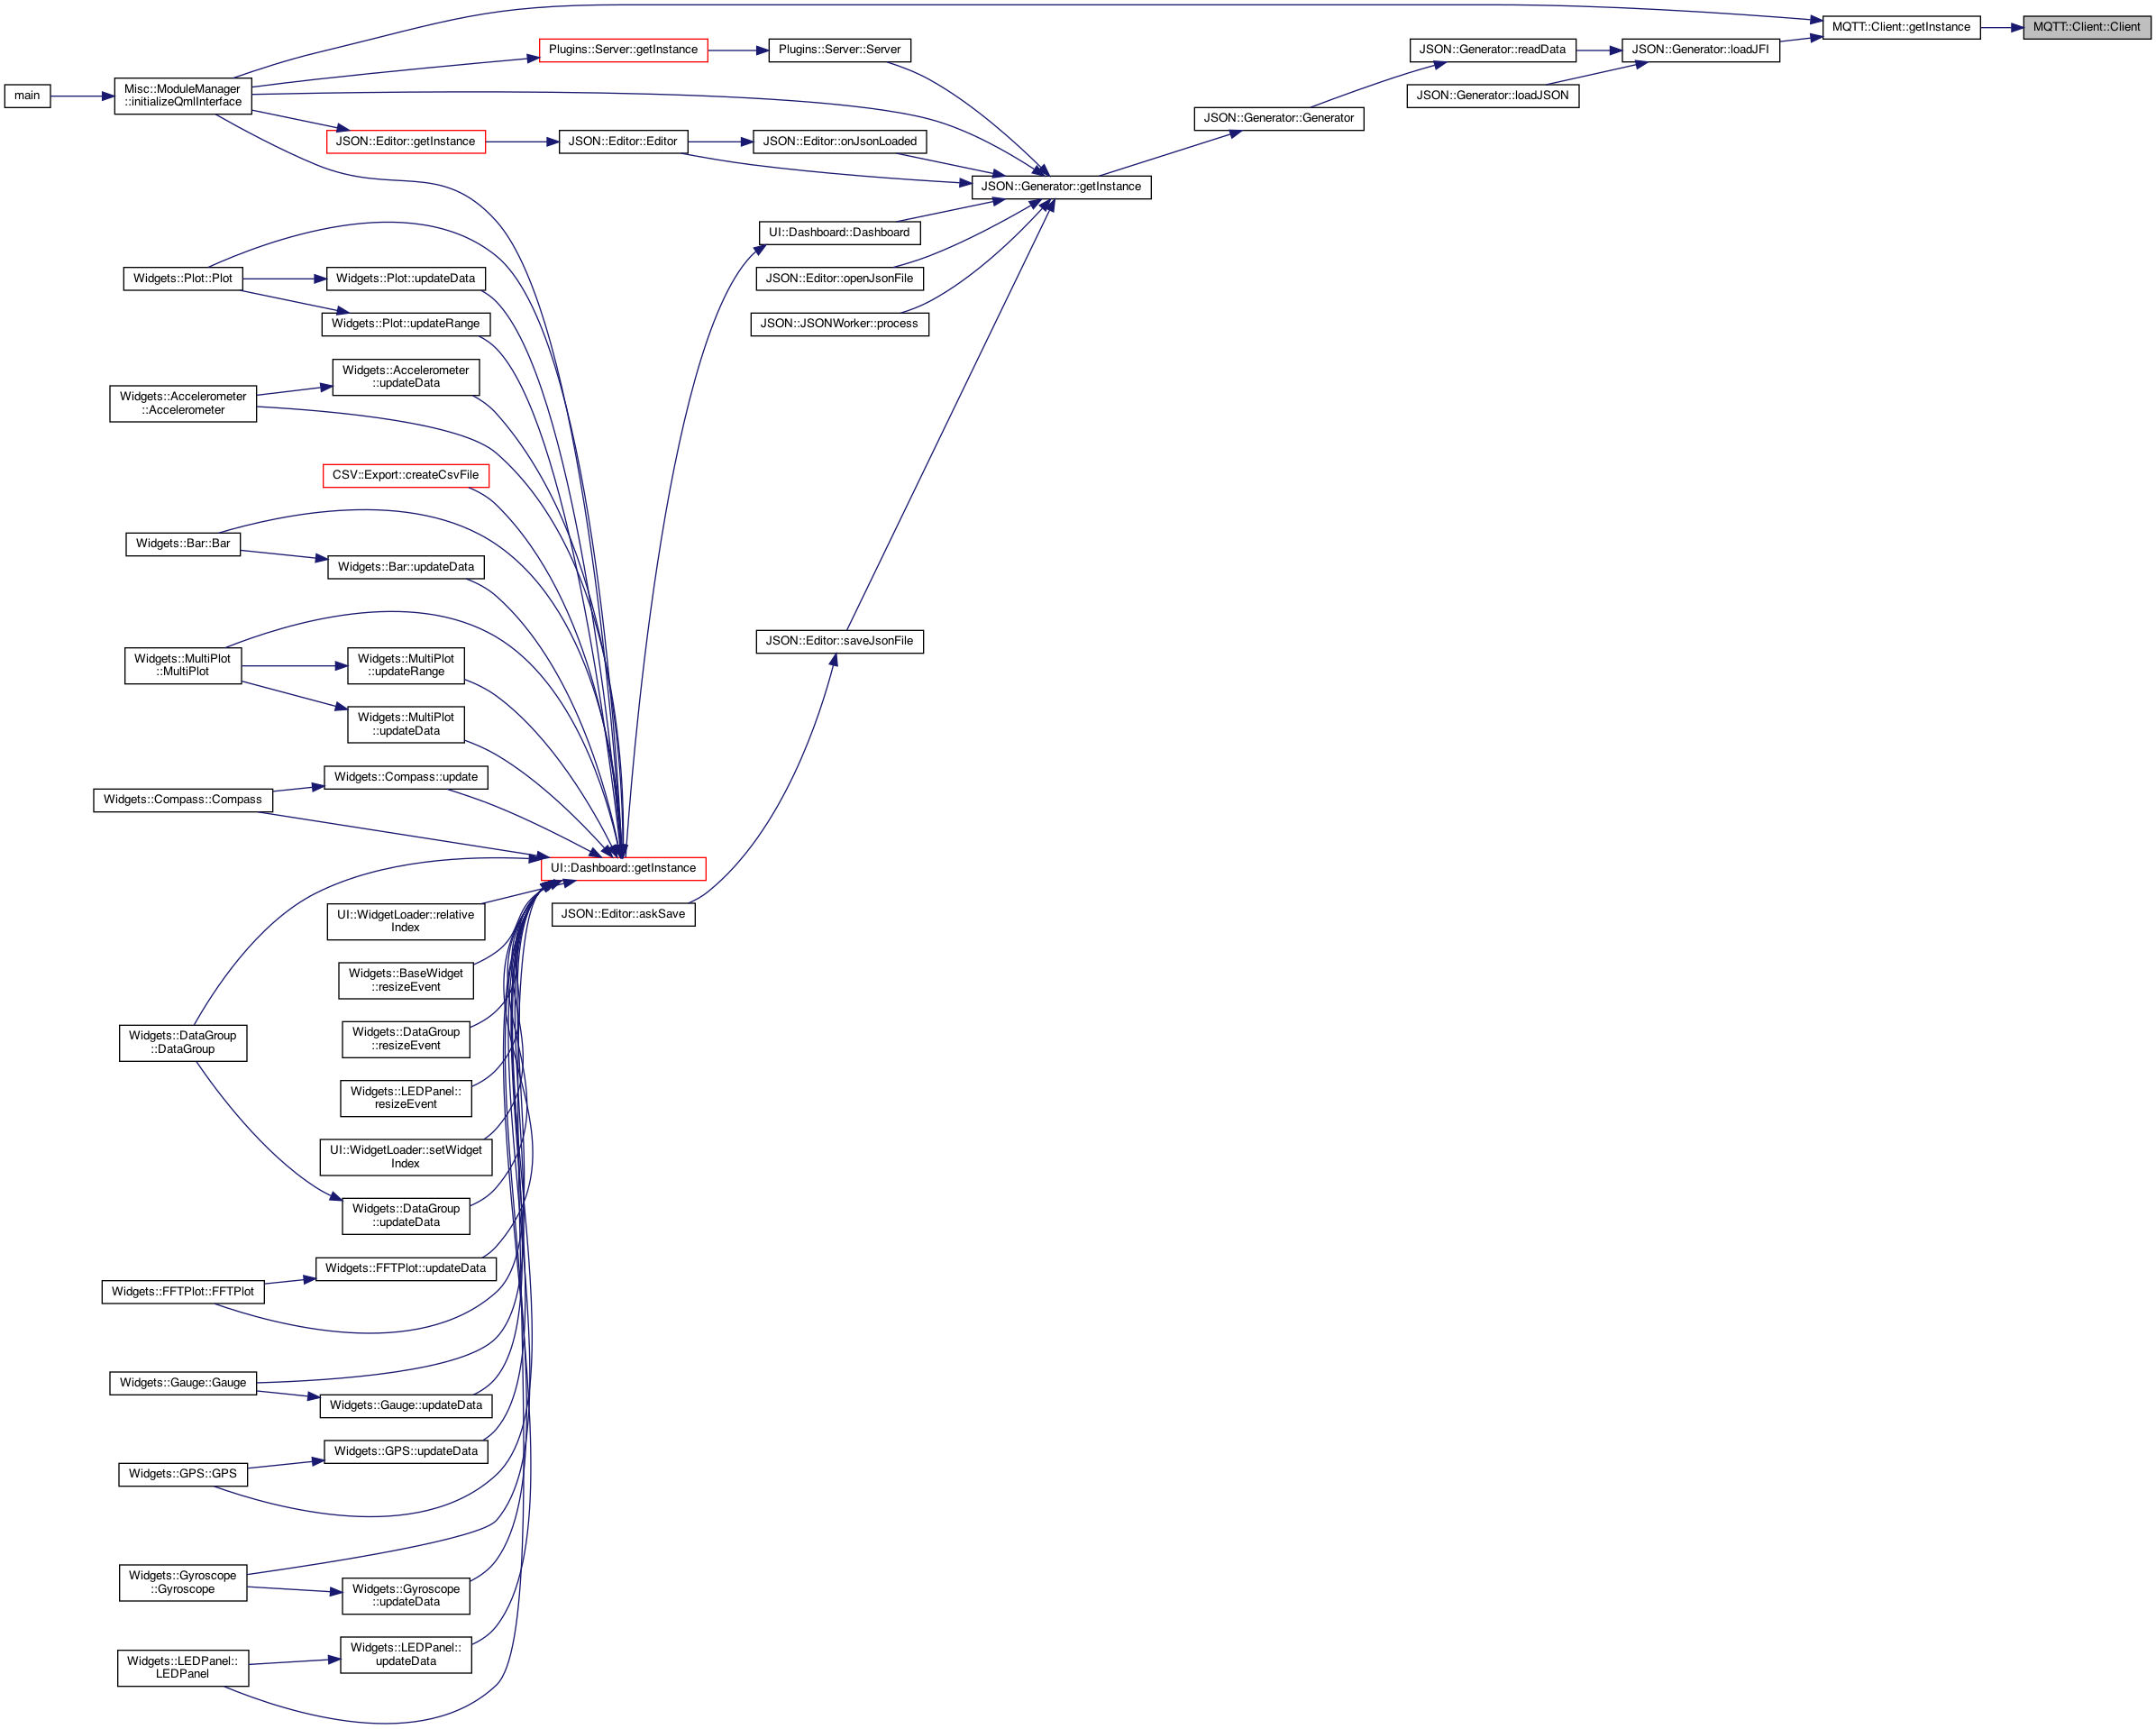 MQTT::Client::Client
MQTT::Client::getInstance
JSON::Generator::loadJFI
JSON::Generator::readData
JSON::Generator::loadJSON
JSON::Generator::Generator
JSON::Generator::getInstance
Plugins::Server::Server
Plugins::Server::getInstance
Misc::ModuleManager
::initializeQmlInterface
main
JSON::Editor::onJsonLoaded
JSON::Editor::Editor
JSON::Editor::getInstance
UI::Dashboard::Dashboard
JSON::Editor::openJsonFile
JSON::JSONWorker::process
JSON::Editor::saveJsonFile
JSON::Editor::askSave
UI::Dashboard::getInstance
Widgets::Plot::Plot
Widgets::Plot::updateData
Widgets::Plot::updateRange
Widgets::Accelerometer
::updateData
Widgets::Accelerometer
::Accelerometer
CSV::Export::createCsvFile
Widgets::Bar::Bar
Widgets::Bar::updateData
Widgets::MultiPlot
::MultiPlot
Widgets::MultiPlot
::updateRange
Widgets::MultiPlot
::updateData
Widgets::Compass::update
Widgets::Compass::Compass
UI::WidgetLoader::relative
Index
Widgets::BaseWidget
::resizeEvent
Widgets::DataGroup
::DataGroup
Widgets::DataGroup
::resizeEvent
Widgets::LEDPanel::
resizeEvent
UI::WidgetLoader::setWidget
Index
Widgets::DataGroup
::updateData
Widgets::FFTPlot::updateData
Widgets::FFTPlot::FFTPlot
Widgets::Gauge::Gauge
Widgets::Gauge::updateData
Widgets::GPS::updateData
Widgets::GPS::GPS
Widgets::Gyroscope
::Gyroscope
Widgets::Gyroscope
::updateData
Widgets::LEDPanel::
updateData
Widgets::LEDPanel::
LEDPanel